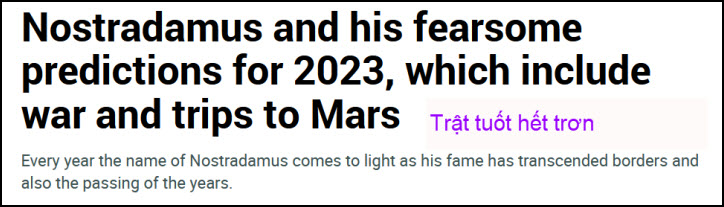 Nostradamus and his fearsome
predictions for 2023, which include
war and trips to Mars
Trật tuốt hết trơn
Every year the name of Nostradamus comes to light as his fame has transcended borders and
also the passing of the years.